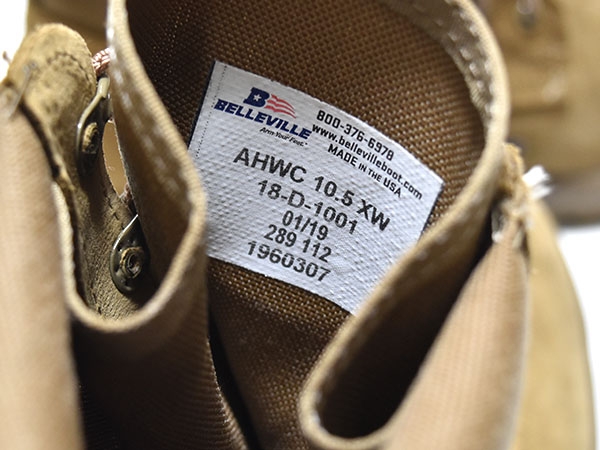 B
BELLEVILLE
Arm Your Feet.
800-376-6978
www.bellevilleboot.com
MADE IN THE USA
AHWC 10.5 XW
18-D-1001
01/19
289 112
1960307